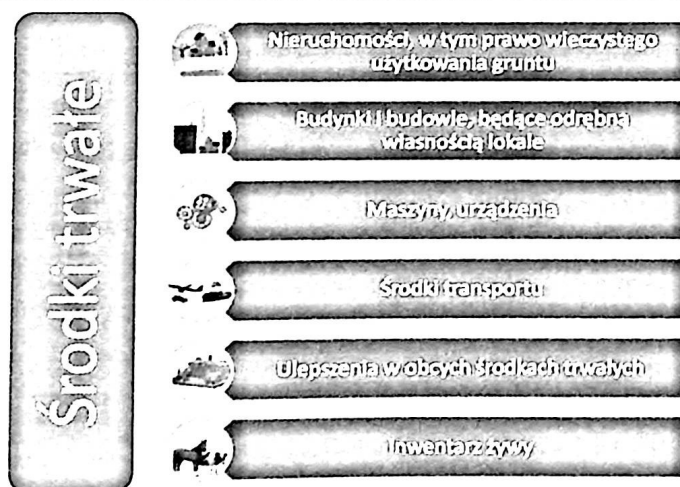 Środki trwałe
Nieruchomości, w tym prawo wieczystego
użytkowania gruntu
Budynki i budowle, będące odrębną
własnością lokale
Maszyny, urządzenia
Środki transportu
Ulepszenia w obcych środkach trwałych
Inwentarz żywy